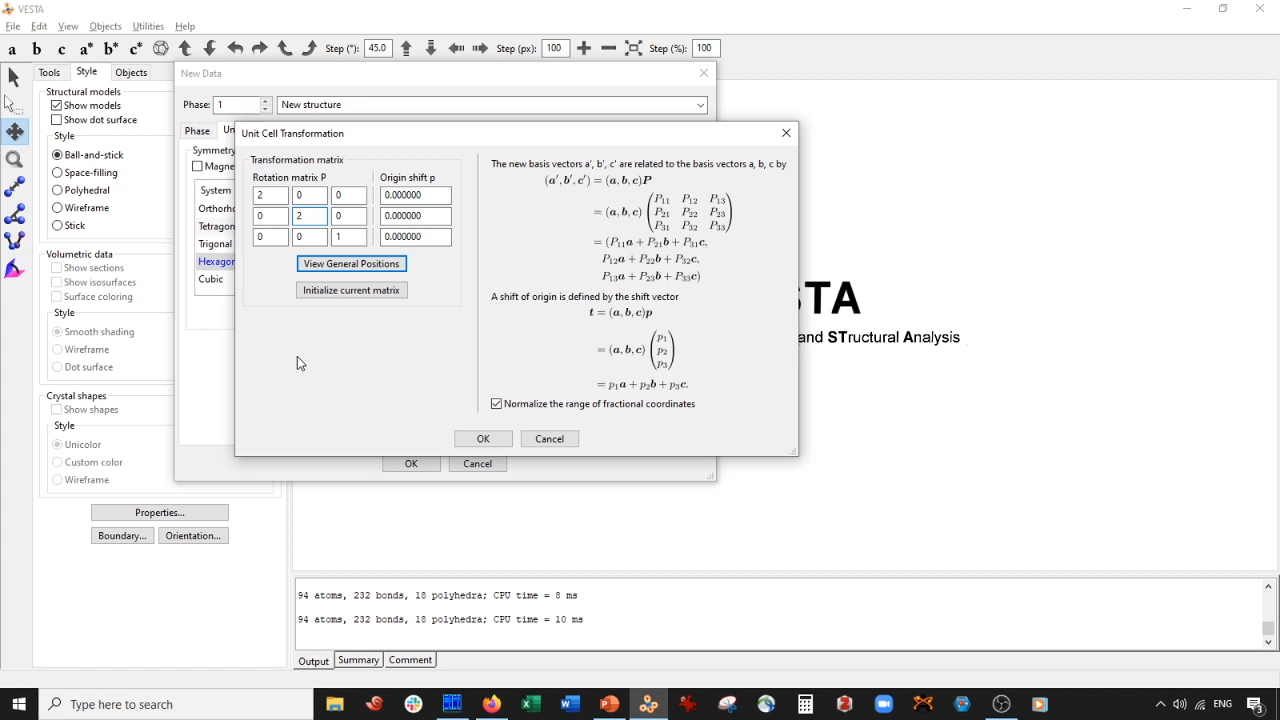 VESTA
File Edit View Objects Utilities Help
a b c a* b* c* Step (°): 45.0 Step (px): 100 Step (%): 100
Tools Style Objects
Structural models
Show models
Show dot surface
Style
Ball-and-stick
Space-filling
Polyhedral
Wireframe
Stick
Volumetric data
Show sections
Show isosurfaces
Surface coloring
Style
Smooth shading
Wireframe
Dot surface
Crystal shapes
Show shapes
Style
Unicolor
Custom color
Wireframe
Properties...
Boundary... Orientation...
New Data
Phase: 1 New structure
Phase Un
Symmetry
Magne
System
Orthorho
Tetragon
Trigonal
Hexagon
Cubic
OK Cancel
Unit Cell Transformation
Transformation matrix
Rotation matrix P Origin shift p
2 0 0 0.000000
0 2 0 0.000000
0 0 1 0.000000
View General Positions
Initialize current matrix
The new basis vectors a', b', c' are related to the basis vectors a, b, c by
(a', b', c') = (a, b, c)P
= (a, b, c) ( P11 P12 P13
P21 P22 P23
P31 P32 P33 )
= (P11a + P21b + P31c,
P12a + P22b + P32c,
P13a + P23b + P33c)
A shift of origin is defined by the shift vector
t = (a, b, c)p
= (a, b, c) ( p1
p2
p3 )
= p1a + p2b + p3c.
Normalize the range of fractional coordinates
OK Cancel
STA
and STructural Analysis
94 atoms, 232 bonds, 18 polyhedra; CPU time = 8 ms
94 atoms, 232 bonds, 18 polyhedra; CPU time = 10 ms
Output Summary Comment
Type here to search
ENG
3